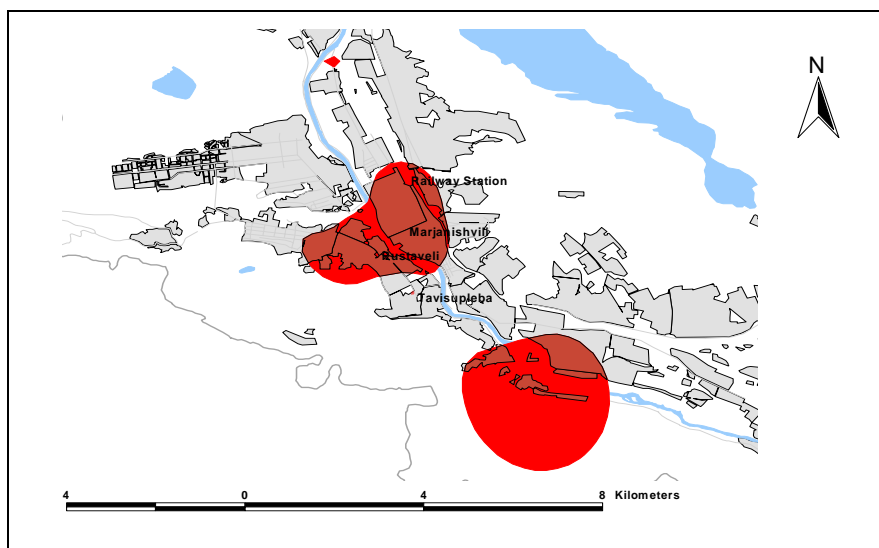 N
Railway Station
Marjanishvili
Rustaveli
Tavisupleba
4 0 4 8 Kilometers